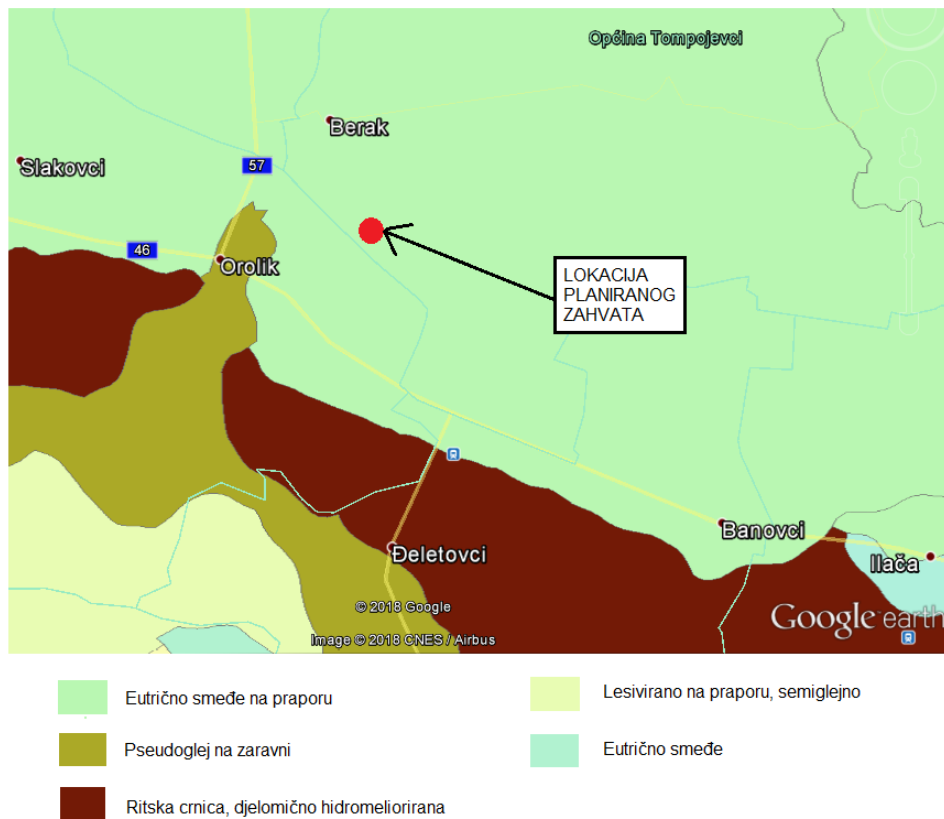 Općina Tompojevci
Berak
Slakovci
57
46
Orolik
LOKACIJA
PLANIRANOG
ZAHVATA
Banovci
Đeletovci
Ilača
© 2018 Google
Image © 2018 CNES / Airbus
Google earth
Eutrično smeđe na praporu
Lesivirano na praporu, semiglejno
Pseudoglej na zaravni
Eutrično smeđe
Ritska crnica, djelomično hidromeliorirana